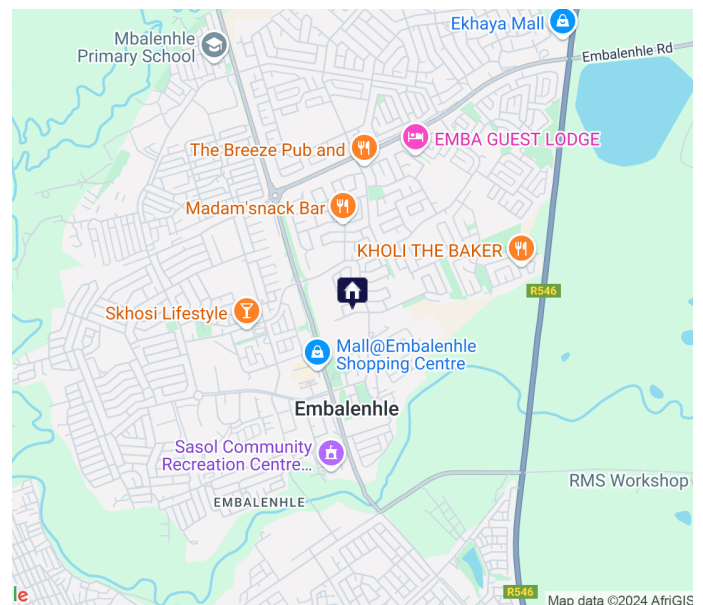 Ekhaya Mall
Mbalenhle
Primary School
Embalenhle Rd
EMBA GUEST LODGE
The Breeze Pub and
Madam'snack Bar
KHOLI THE BAKER
R546
Skhosi Lifestyle
Mall@Embalenhle
Shopping Centre
Embalenhle
Sasol Community
Recreation Centre...
RMS Workshop
EMBALENHLE
R546
le
Map data ©2024 AfriGIS